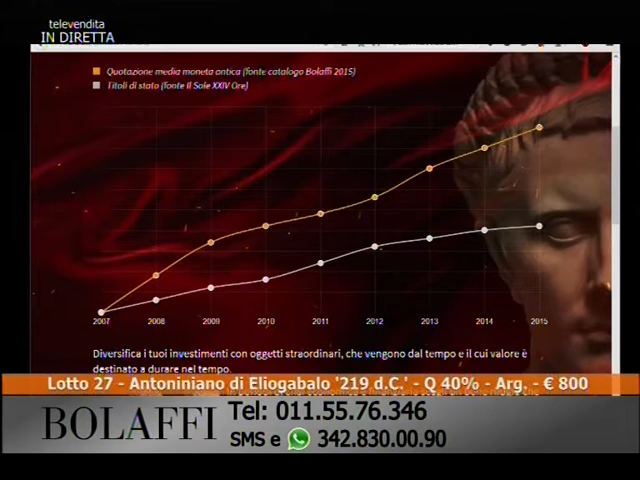 televendita
IN DIRETTA
Quotazione media moneta antica (fonte catalogo Bolaffi 2015)
Titoli di stato (fonte Il Sole XXIV Ore)
2007 2008 2009 2010 2011 2012 2013 2014 2015
Diversifica i tuoi investimenti con oggetti straordinari, che vengono dal tempo e il cui valore è
destinato a durare nel tempo.
Lotto 27 - Antoniniano di Eliogabalo '219 d.C.' - Q 40% - Arg. - € 800
BOLAFFI
Tel: 011.55.76.346
SMS e 342.830.00.90